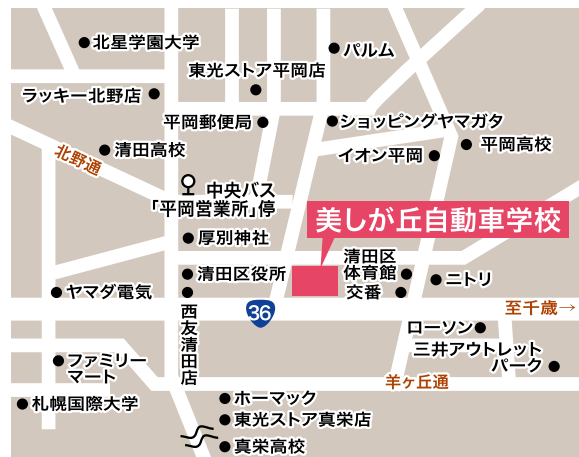 北星学園大学
パルム
東光ストア平岡店
ラッキー北野店
平岡郵便局
ショッピングヤマガタ
清田高校
北野通
イオン平岡
平岡高校
中央バス
「平岡営業所」停
美しが丘自動車学校
厚別神社
清田区役所
清田区
体育館
交番
ニトリ
ヤマダ電気
西友清田店
36
至千歳→
ローソン
三井アウトレット
パーク
ファミリー
マート
羊ヶ丘通
札幌国際大学
ホーマック
東光ストア真栄店
真栄高校